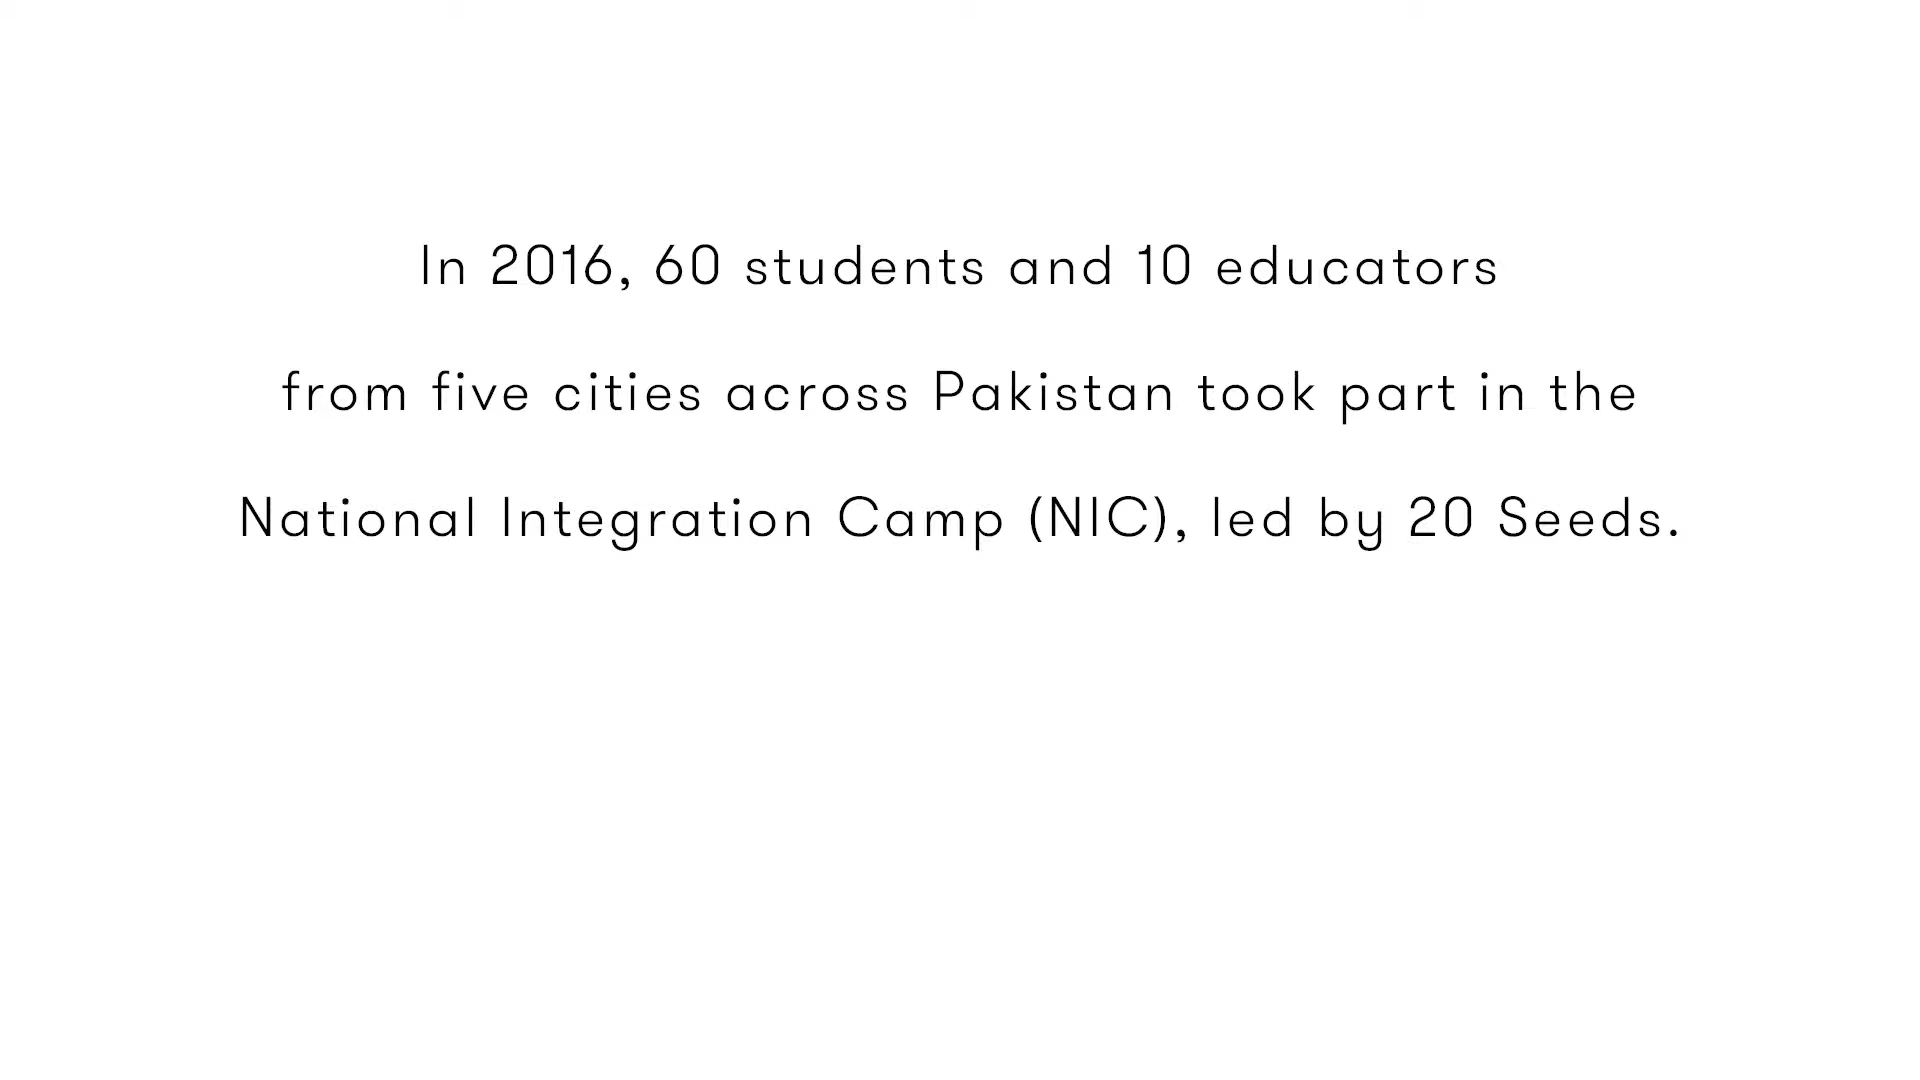 In 2016, 60 students and 10 educators
from five cities across Pakistan took part in the
National Integration Camp (NIC), led by 20 Seeds.